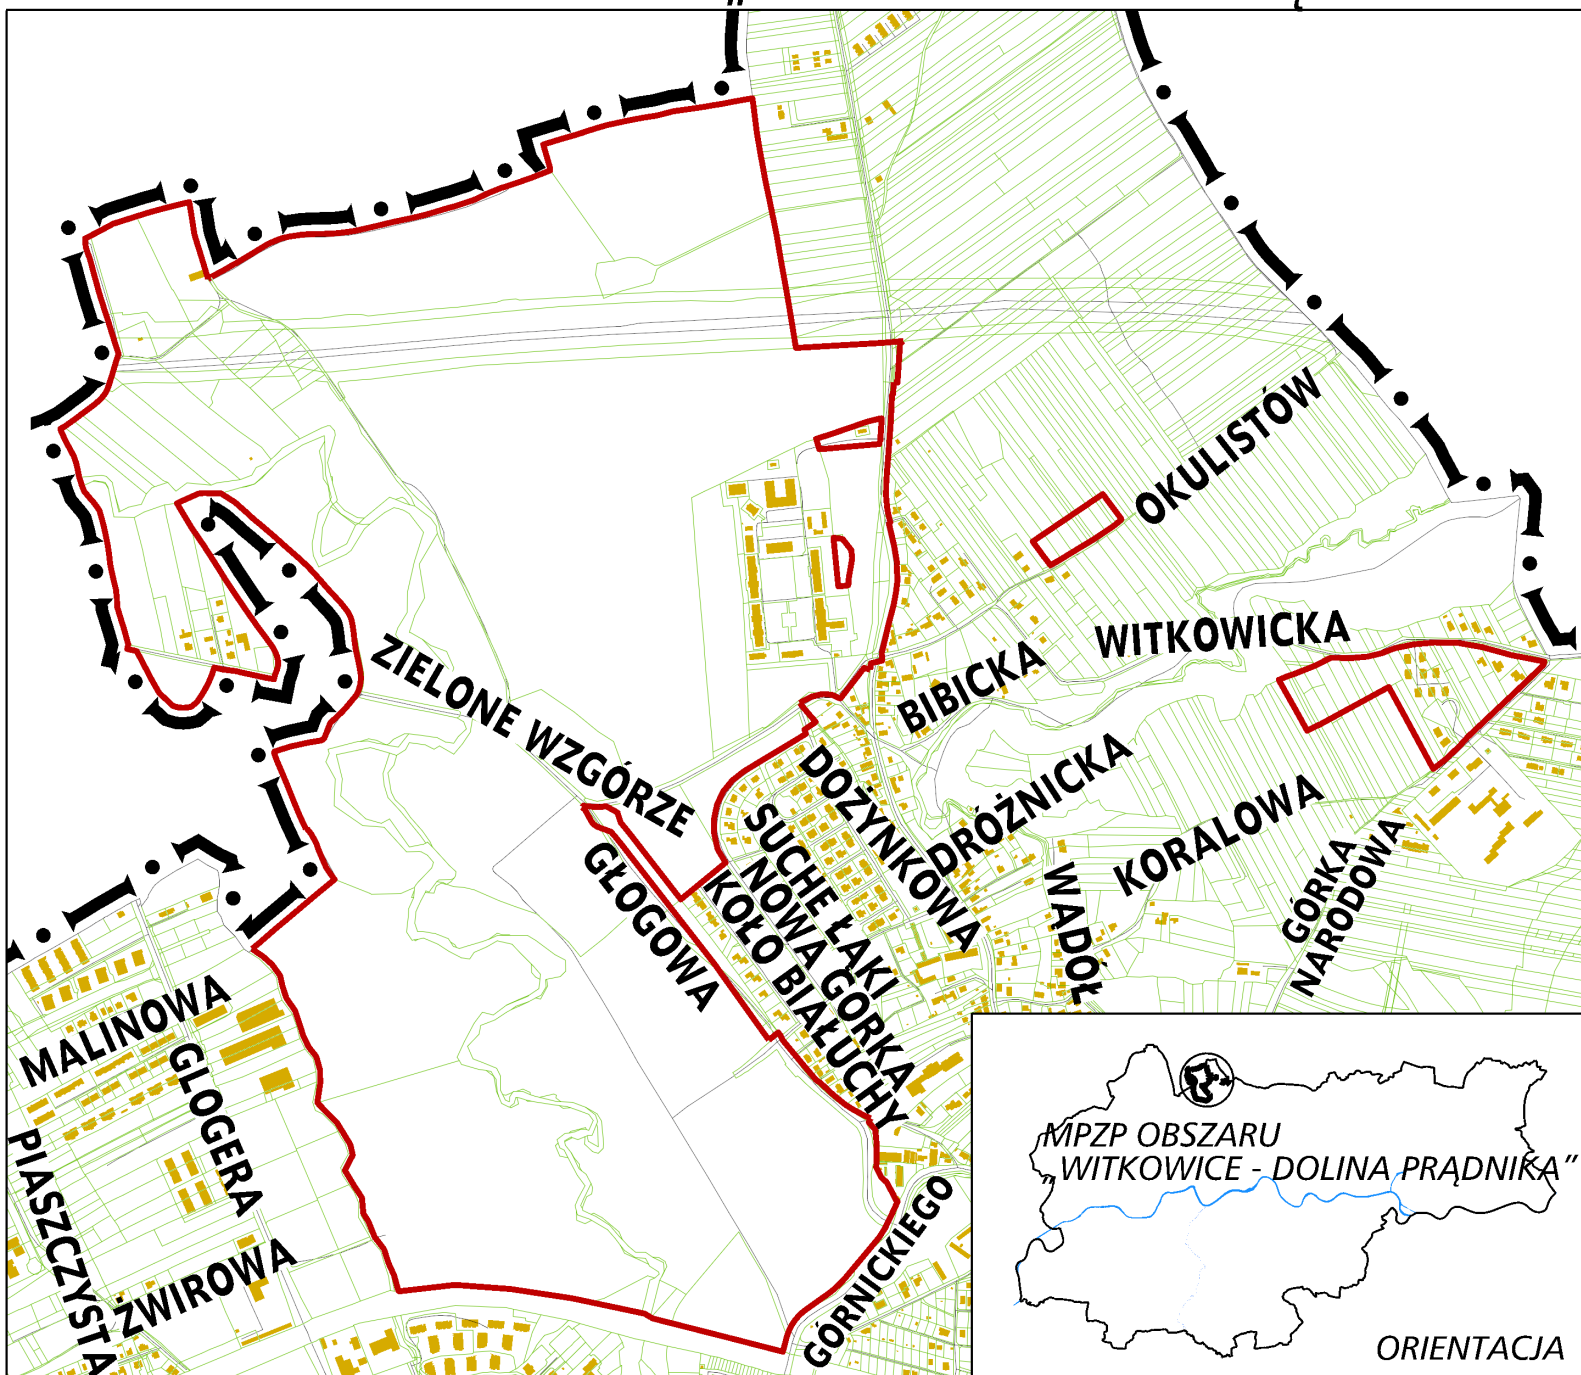 OKULISTÓW
WITKOWICKA
BIBICKA
ZIELONE WZGÓRZE
DOŻYNKOWA
DRÓŻNICKA
KORALOWA
SUCHE ŁĄKI
NOWA GÓRKA
KOŁO BIAŁUCHY
GŁOGOWA
WĄDÓŁ
GÓRKA
NARODOWA
MALINOWA
GLOGERA
PIASZCZYSTA
ŻWIROWA
GÓRNICKIEGO
MPZP OBSZARU
„WITKOWICE - DOLINA PRĄDNIKA”
ORIENTACJA